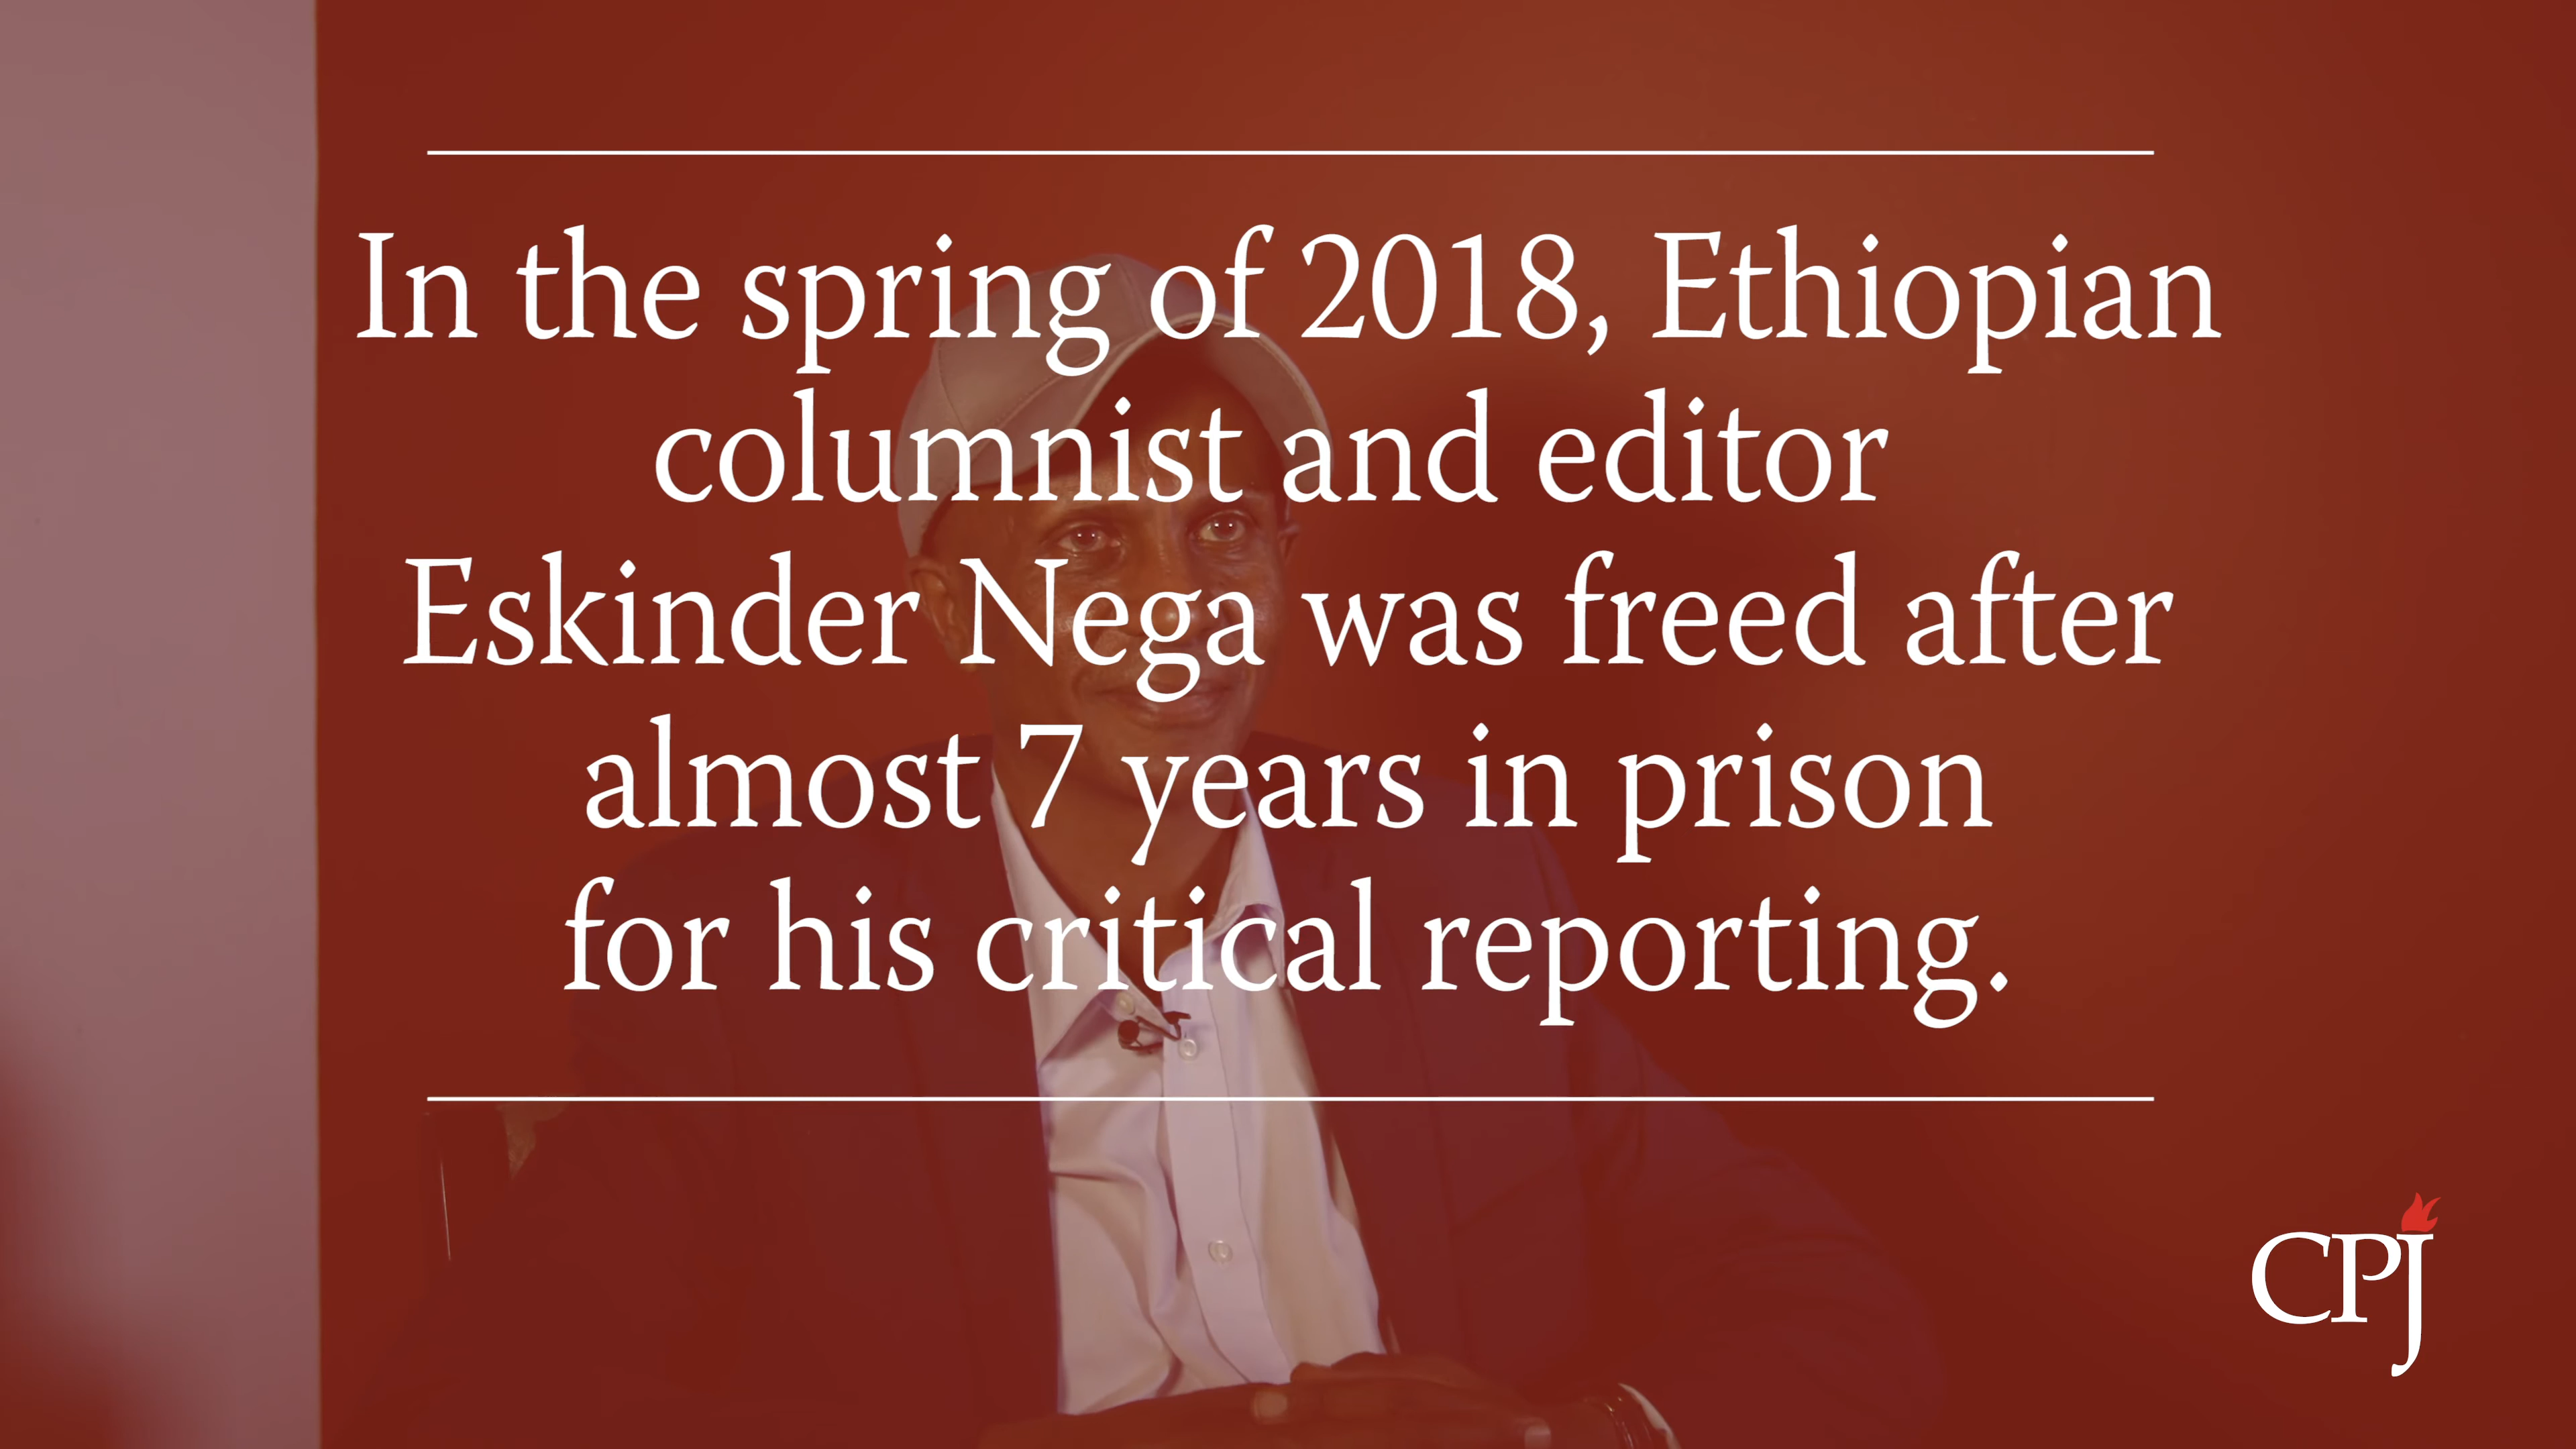 In the spring of 2018, Ethiopian
columnist and editor
Eskinder Nega was freed after
almost 7 years in prison
for his critical reporting.
CPJ